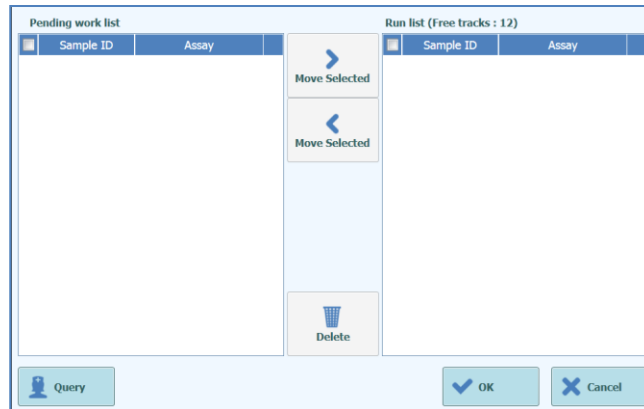 Pending work list
Run list (Free tracks : 12)
Sample ID Assay
Sample ID Assay
Move Selected
Move Selected
Delete
Query
OK
Cancel